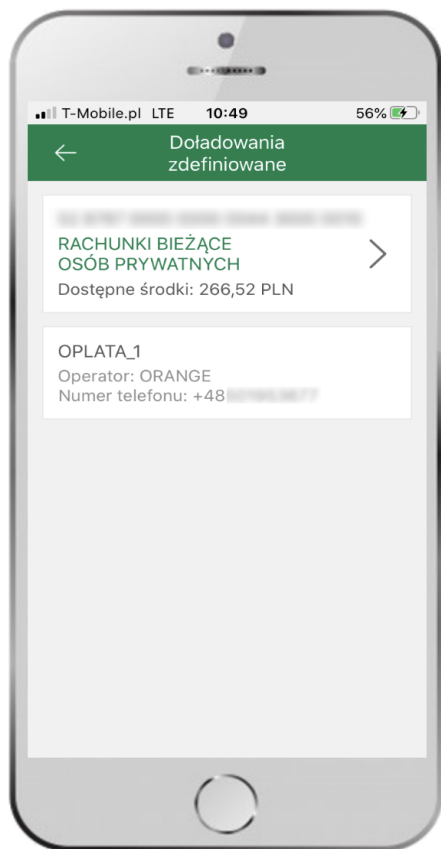 T-Mobile.pl LTE 10:49 56%
Doładowania
zdefiniowane
RACHUNKI BIEŻĄCE
OSÓB PRYWATNYCH
Dostępne środki: 266,52 PLN
OPLATA_1
Operator: ORANGE
Numer telefonu: +48